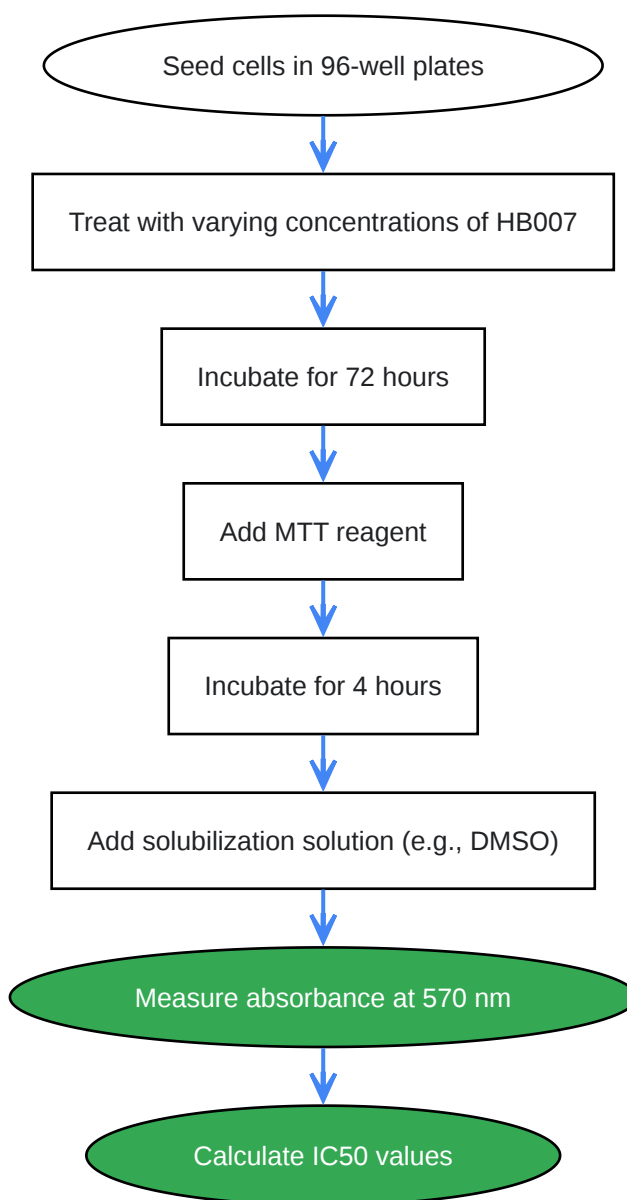 Seed cells in 96-well plates
Treat with varying concentrations of HB007
Incubate for 72 hours
Add MTT reagent
Incubate for 4 hours
Add solubilization solution (e.g., DMSO)
Measure absorbance at 570 nm
Calculate IC50 values